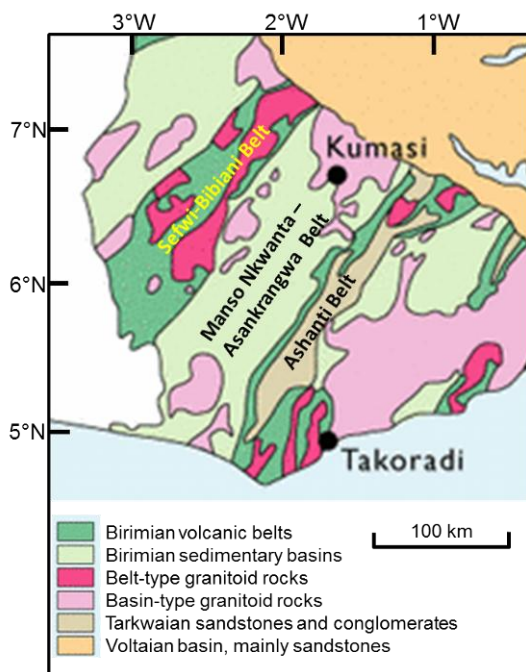 3°W 2°W 1°W
7°N
Kumasi
Sefwi-Bibiani Belt
Manso Nkwanta –
Asankrangwa Belt
6°N
Ashanti Belt
5°N
Takoradi
Birimian volcanic belts
100 km
Birimian sedimentary basins
Belt-type granitoid rocks
Basin-type granitoid rocks
Tarkwaian sandstones and conglomerates
Voltaian basin, mainly sandstones